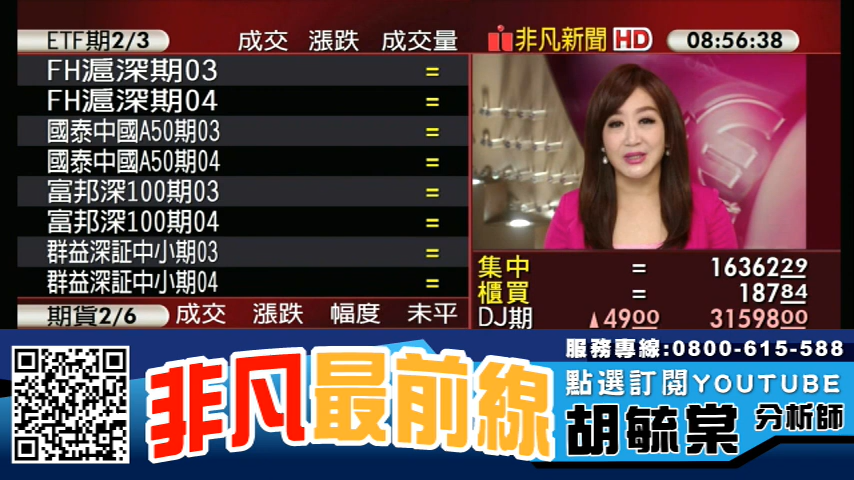 ETF期2/3 成交 漲跌 成交量
FH滬深期03 =
FH滬深期04 =
國泰中國A50期03 =
國泰中國A50期04 =
富邦深100期03 =
富邦深100期04 =
群益深証中小期03 =
群益深証中小期04 =
期貨2/6 成交 漲跌 幅度 未平
非凡新聞 HD 08:56:38
集中 = 1636229
櫃買 = 18784
DJ期 ▲4900 3159800
非凡最前線
服務專線:0800-615-588
點選訂閱YOUTUBE
胡毓棠 分析師